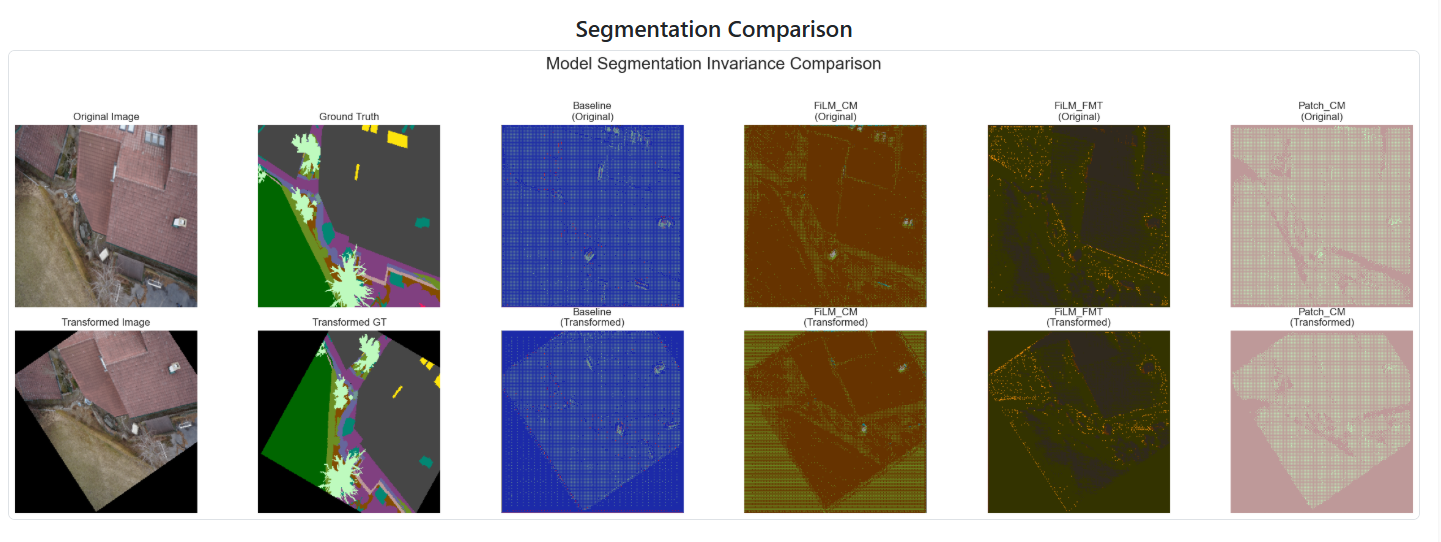 Segmentation Comparison
Model Segmentation Invariance Comparison
Original Image
Ground Truth
Baseline
(Original)
FiLM_CM
(Original)
FiLM_FMT
(Original)
Patch_CM
(Original)
Transformed Image
Transformed GT
Baseline
(Transformed)
FiLM_CM
(Transformed)
FiLM_FMT
(Transformed)
Patch_CM
(Transformed)